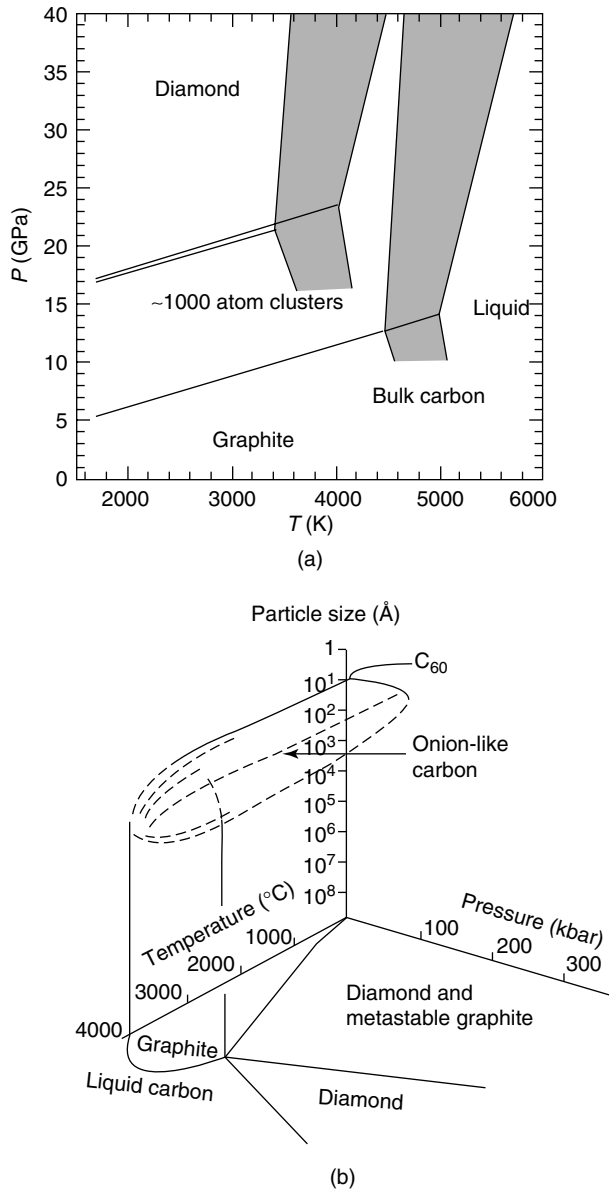 40
35
30
25
20
15
10
5
0
P (GPa)
Diamond
~1000 atom clusters
Liquid
Bulk carbon
Graphite
2000 3000 4000 5000 6000
T (K)
(a)
Particle size (Å)
1
10¹
10²
10³
10⁴
10⁵
10⁶
10⁷
10⁸
C₆₀
Onion-like
carbon
Temperature (°C)
1000
2000
3000
4000
Pressure (kbar)
100
200
300
Diamond and
metastable graphite
Graphite
Liquid carbon
Diamond
(b)